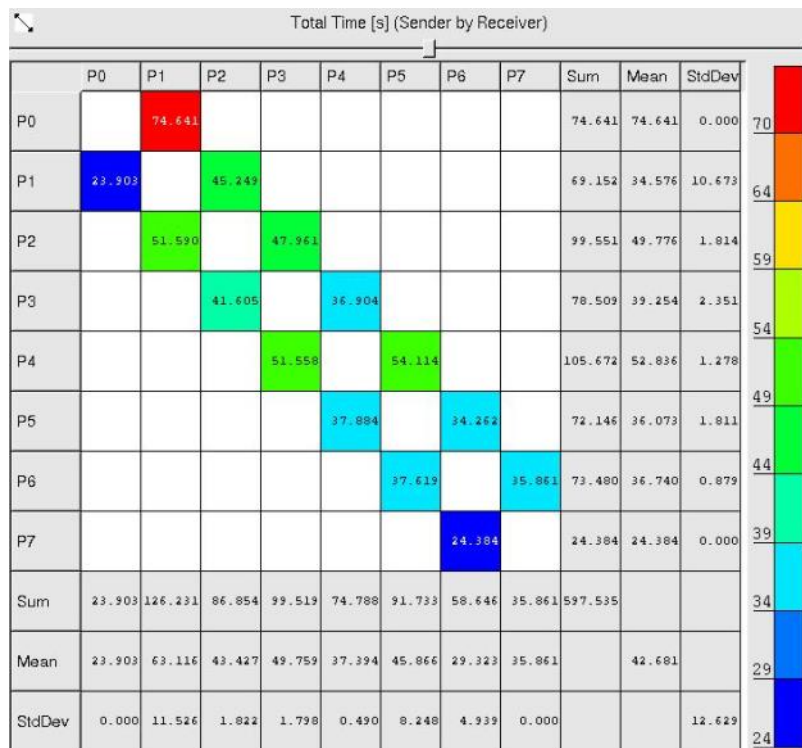 Total Time [s] (Sender by Receiver)
P0 P1 P2 P3 P4 P5 P6 P7 Sum Mean StdDev
P0 74.641 74.641 74.641 0.000
P1 23.903 45.249 69.152 34.576 10.673
P2 51.590 47.961 99.551 49.776 1.814
P3 41.605 36.904 78.509 39.254 2.351
P4 51.558 54.114 105.672 52.836 1.278
P5 37.884 34.262 72.146 36.073 1.811
P6 37.619 35.861 73.480 36.740 0.879
P7 24.384 24.384 24.384 0.000
Sum 23.903 126.231 86.854 99.519 74.788 91.733 58.646 35.861 597.535
Mean 23.903 63.116 43.427 49.759 37.394 45.866 29.323 35.861 42.681
StdDev 0.000 11.526 1.822 1.798 0.490 8.248 4.939 0.000 12.629
70
64
59
54
49
44
39
34
29
24